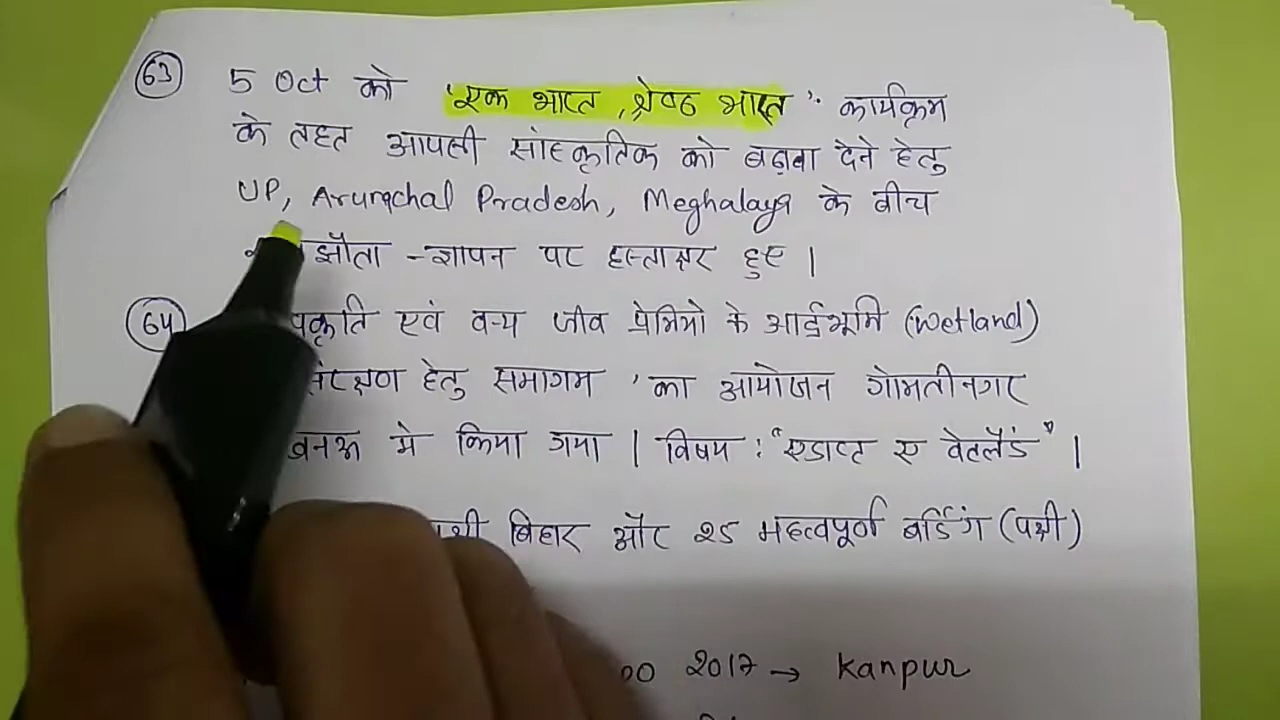 63 5 Oct को 'एक भारत, श्रेष्ठ भारत' कार्यक्रम
के तहत आपसी सांस्कृतिक को बढ़ावा देने हेतु
UP, Arunachal Pradesh, Meghalaya के बीच
झौता - ज्ञापन पर हस्ताक्षर हुए |
64 प्रकृति एवं वन्य जीव प्रेमियो के आर्द्रभूमि (Wetland)
संरक्षण हेतु समागम ' का आयोजन गोमतीनगर
खनऊ मे किया गया | विषय : "एडाप्ट ए वेटलैंड" |
बिहार और 25 महत्वपूर्ण बर्डिंग (पक्षी)
2017 → Kanpur